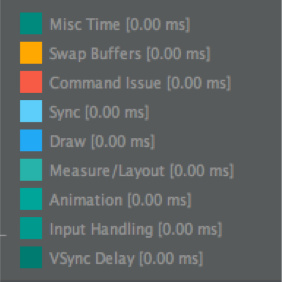 Misc Time [0.00 ms]
Swap Buffers [0.00 ms]
Command Issue [0.00 ms]
Sync [0.00 ms]
Draw [0.00 ms]
Measure/Layout [0.00 ms]
Animation [0.00 ms]
Input Handling [0.00 ms]
VSync Delay [0.00 ms]